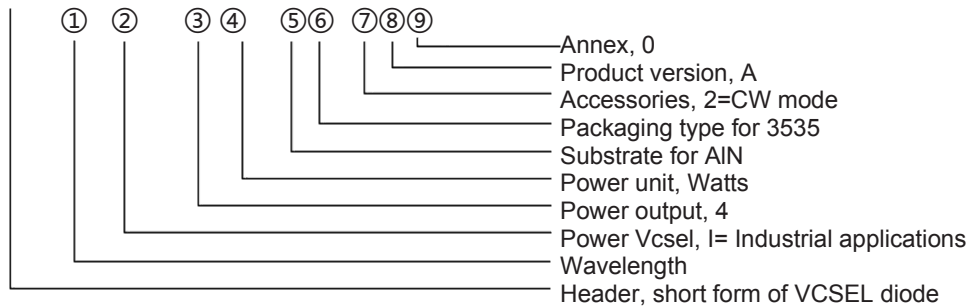 ① ② ③ ④ ⑤ ⑥ ⑦ ⑧ ⑨
Annex, 0
Product version, A
Accessories, 2=CW mode
Packaging type for 3535
Substrate for AlN
Power unit, Watts
Power output, 4
Power Vcsel, I= Industrial applications
Wavelength
Header, short form of VCSEL diode